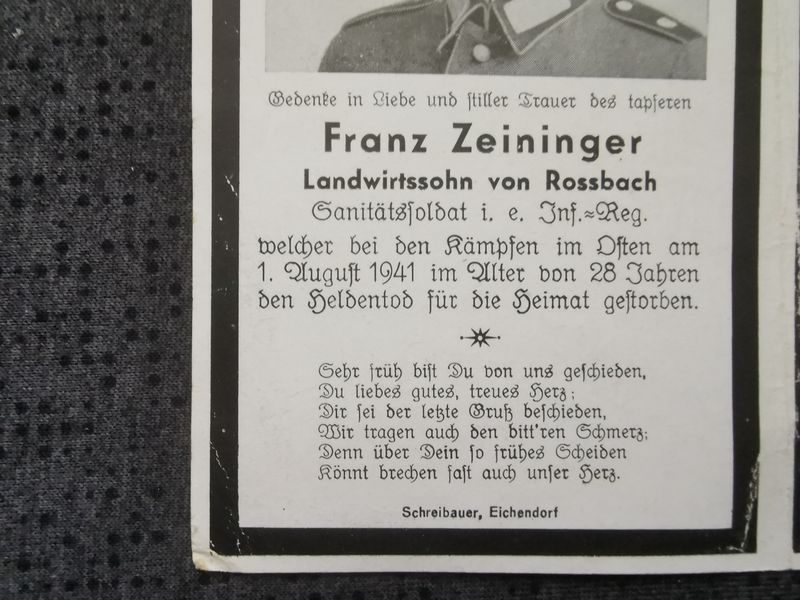 Gedenke in Liebe und stiller Trauer des tapferen
Franz Zeininger
Landwirtssohn von Rossbach
Sanitätssoldat i. e. Inf.=Reg.
welcher bei den Kämpfen im Osten am
1. August 1941 im Alter von 28 Jahren
den Heldentod für die Heimat gestorben.
Sehr früh bist Du von uns geschieden,
Du liebes gutes, treues Herz;
Dir sei der letzte Gruß beschieden,
Wir tragen auch den bitt'ren Schmerz;
Denn über Dein so frühes Scheiden
Könnt brechen fast auch unser Herz.
Schreibauer, Eichendorf